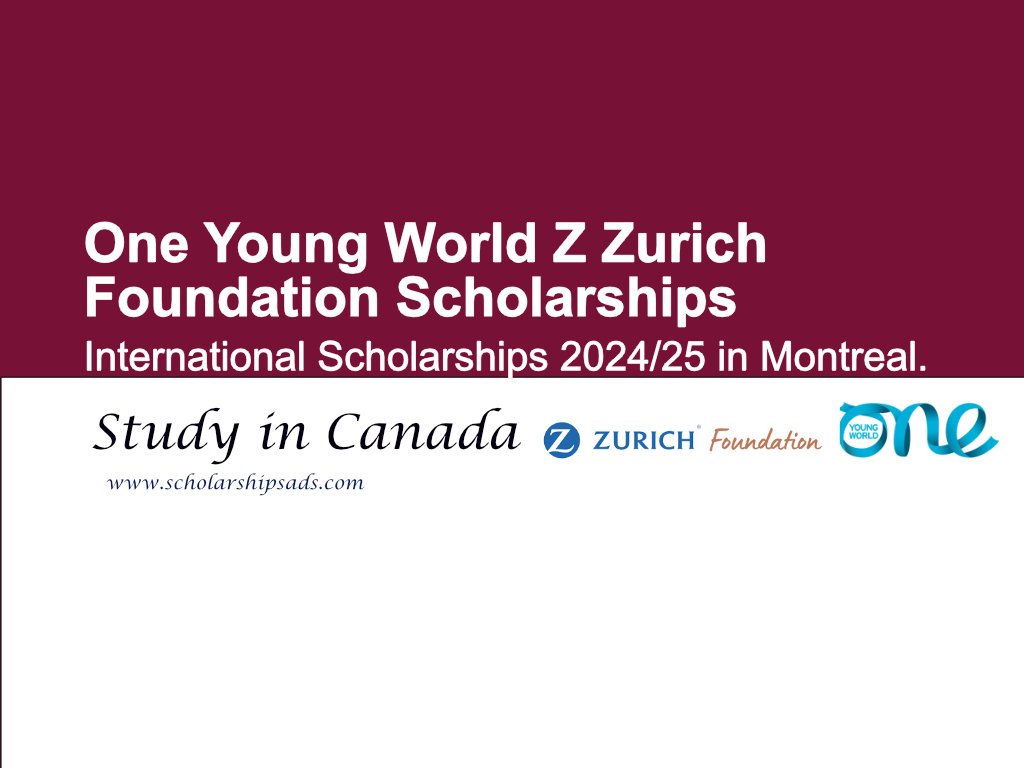 One Young World Z Zurich
Foundation Scholarships
International Scholarships 2024/25 in Montreal.
Study in Canada
Z ZURICH® Foundation
YOUNG
WORLD
one
www.scholarshipsads.com